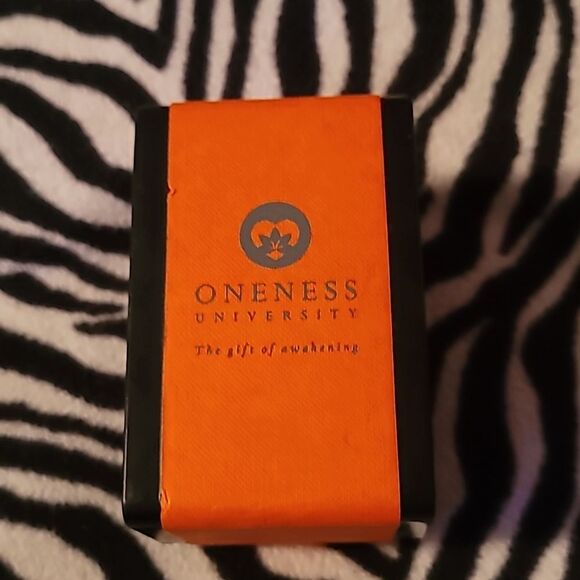 ONENESS
UNIVERSITY
The gift of awakening